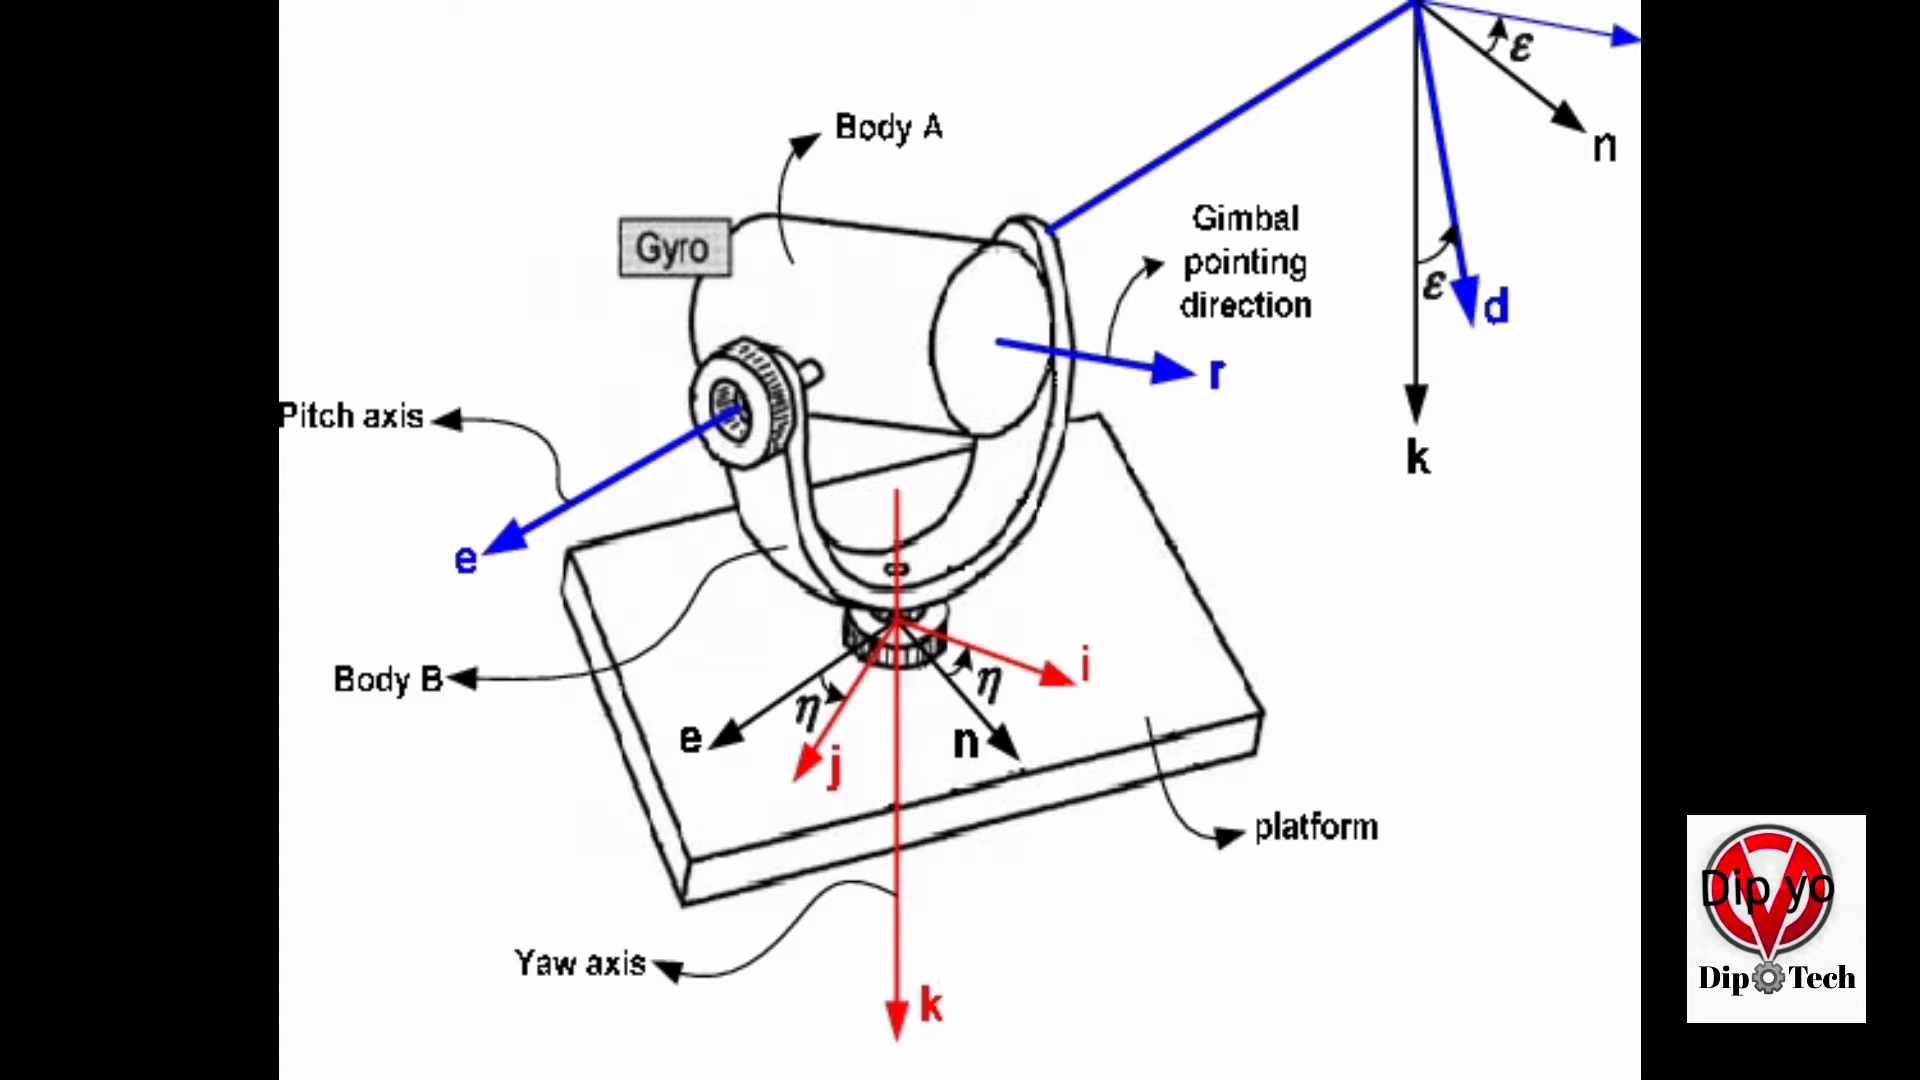 ε
n
Body A
Gyro
Gimbal
pointing
direction
ε
d
r
Pitch axis
k
e
Body B
η
i
η
e
j
n
platform
Yaw axis
k
Dip yo
Dip Tech